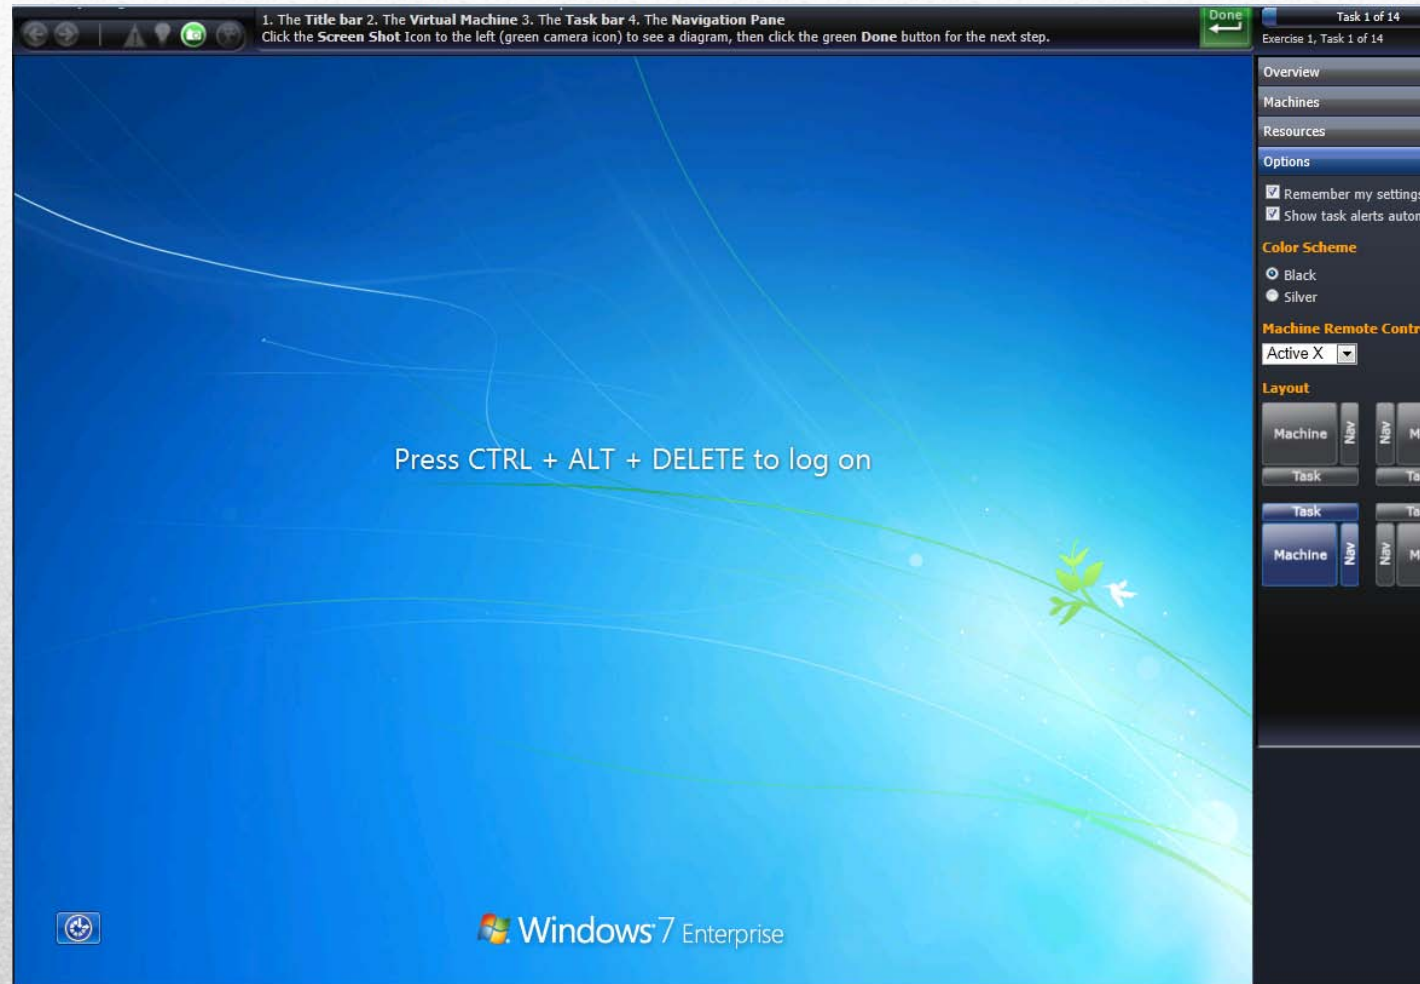 1. The Title bar 2. The Virtual Machine 3. The Task bar 4. The Navigation Pane
Click the Screen Shot Icon to the left (green camera icon) to see a diagram, then click the green Done button for the next step.
Done
Task 1 of 14
Exercise 1, Task 1 of 14
Overview
Machines
Resources
Options
Remember my settings
Show task alerts autom
Color Scheme
Black
Silver
Machine Remote Contr
Active X
Layout
Machine Nav Nav M
Task Ta
Task Ta
Machine Nav Nav M
Press CTRL + ALT + DELETE to log on
Windows 7 Enterprise